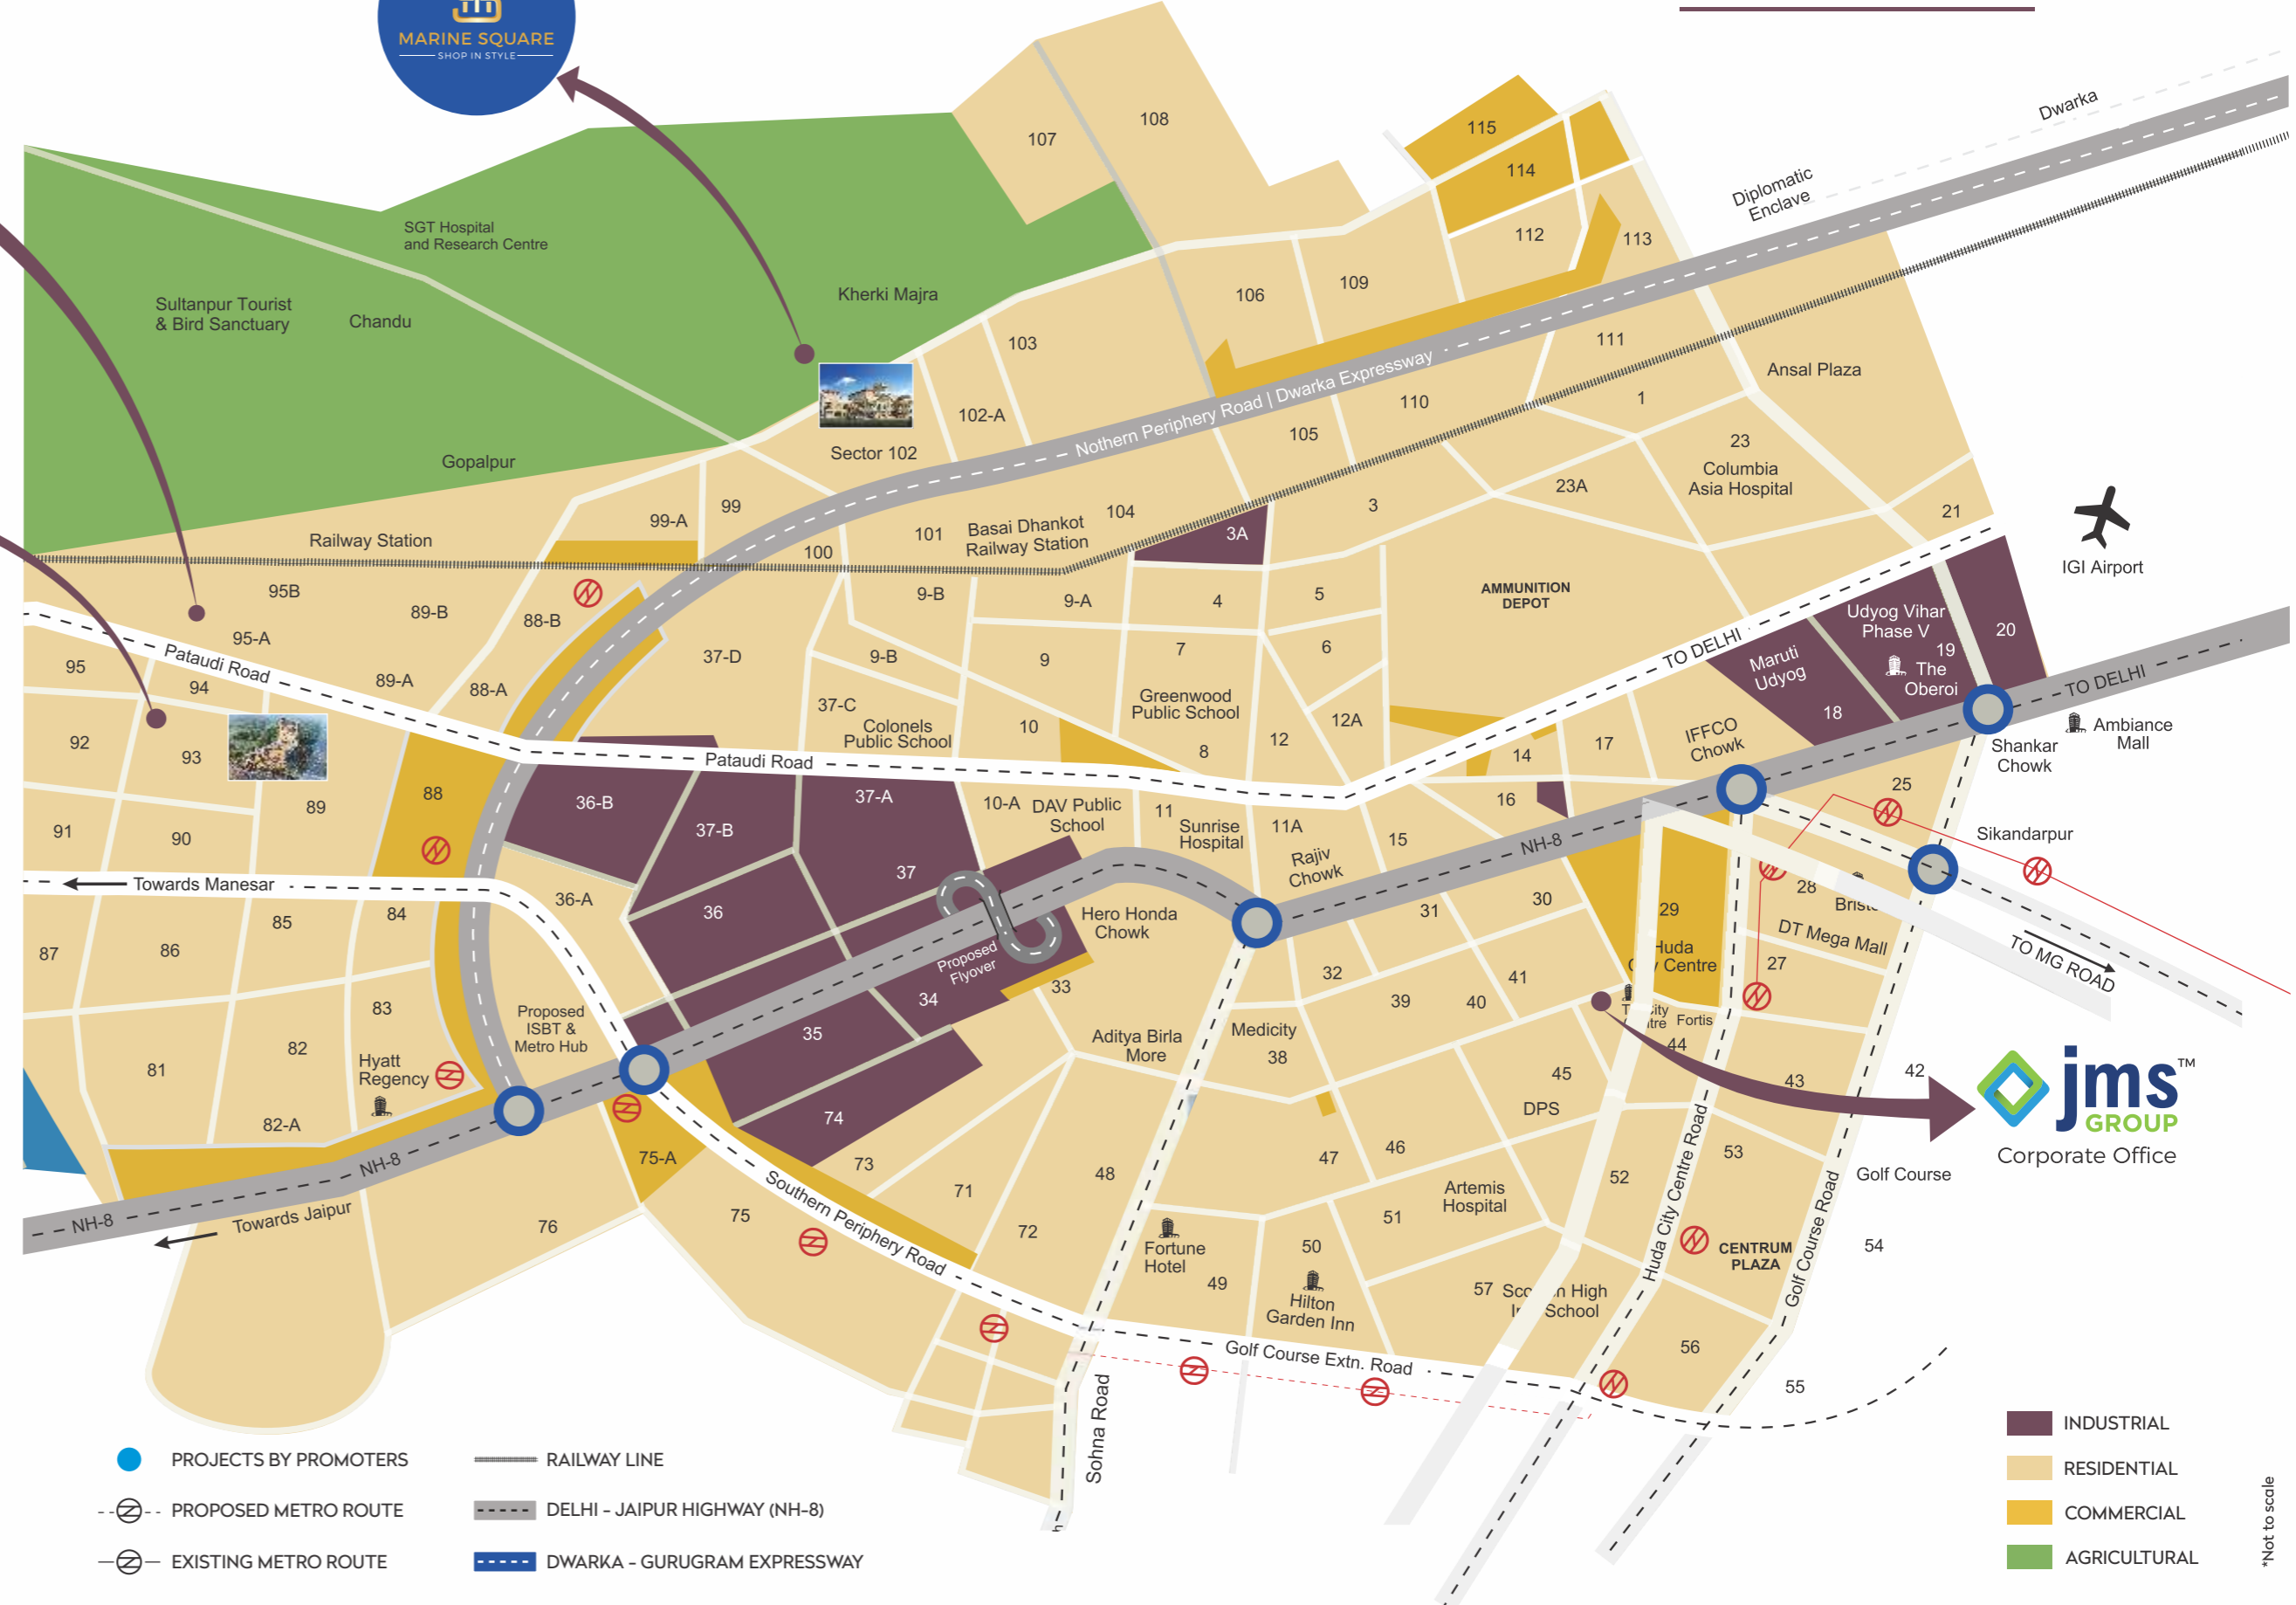 MARINE SQUARE
SHOP IN STYLE
Dwarka
Diplomatic
Enclave
107
108
115
114
112
113
SGT Hospital
and Research Centre
Sultanpur Tourist
& Bird Sanctuary
Chandu
Kherki Majra
106
109
103
111
Ansal Plaza
102-A
110
1
105
Nothern Periphery Road | Dwarka Expressway
Sector 102
Gopalpur
23
Columbia
Asia Hospital
23A
3
21
99-A
99
Railway Station
100
101
Basai Dhankot
Railway Station
104
3A
IGI Airport
95B
89-B
88-B
9-B
9-A
4
5
AMMUNITION
DEPOT
95-A
Pataudi Road
95
94
89-A
88-A
37-D
9-B
9
7
6
TO DELHI
Maruti
Udyog
Udyog Vihar
Phase V
19
The
Oberoi
20
18
TO DELHI
Ambiance
Mall
Shankar
Chowk
92
93
37-C
Colonels
Public School
10
Greenwood
Public School
8
12
12A
14
17
IFFCO
Chowk
Pataudi Road
88
89
36-B
37-B
37-A
10-A
DAV Public
School
11
Sunrise
Hospital
11A
Rajiv
Chowk
15
16
NH-8
25
Sikandarpur
91
90
Towards Manesar
37
36-A
36
Hero Honda
Chowk
Proposed
Flyover
31
30
29
28
DT Mega Mall
27
TO MG ROAD
84
85
86
87
83
82
81
82-A
Hyatt
Regency
Proposed
ISBT &
Metro Hub
35
34
33
32
39
40
41
Aditya Birla
More
Medicity
38
Fortis
44
45
DPS
43
42
jms™
GROUP
Corporate Office
74
73
75-A
75
71
72
48
47
46
Artemis
Hospital
51
52
53
Golf Course
54
NH-8
NH-8
Towards Jaipur
76
Southern Periphery Road
Fortune
Hotel
49
50
Hilton
Garden Inn
57
Huda City Centre Road
CENTRUM
PLAZA
Golf Course Road
56
55
Golf Course Extn. Road
Sohna Road
PROJECTS BY PROMOTERS
PROPOSED METRO ROUTE
EXISTING METRO ROUTE
RAILWAY LINE
DELHI - JAIPUR HIGHWAY (NH-8)
DWARKA - GURUGRAM EXPRESSWAY
INDUSTRIAL
RESIDENTIAL
COMMERCIAL
AGRICULTURAL
*Not to scale